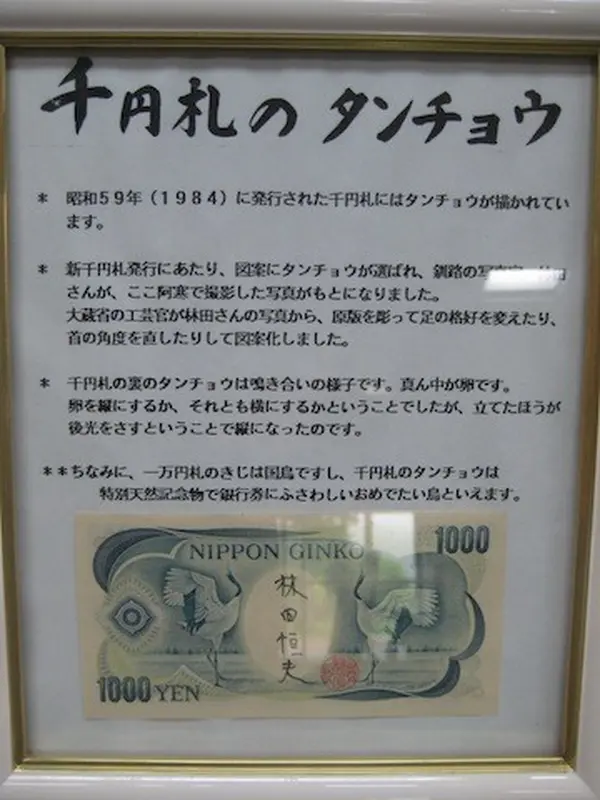 千円札の タンチョウ
* 昭和59年（1984）に発行された千円札にはタンチョウが描かれてい
ます。
* 新千円札発行にあたり、図案にタンチョウが選ばれ、釧路の写
さんが、ここ阿寒で撮影した写真がもとになりました。
大蔵省の工芸官が林田さんの写真から、原版を彫って足の格好を変えたり、
首の角度を直したりして図案化しました。
* 千円札の裏のタンチョウは鳴き合いの様子です。真ん中が卵です。
卵を縦にするか、それとも横にするかということでしたが、立てたほうが
後光をさすということで縦になったのです。
**ちなみに、一万円札のきじは国鳥ですし、千円札のタンチョウは
特別天然記念物で銀行券にふさわしいおめでたい鳥といえます。
NIPPON GINKO 1000
林田恒夫
1000 YEN